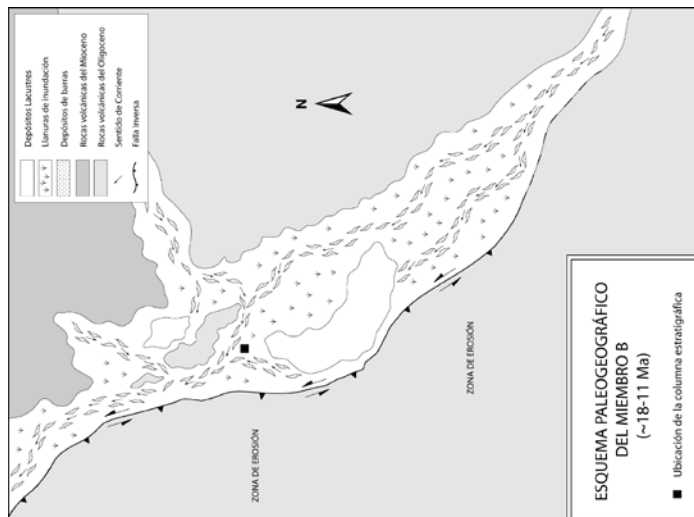 Depósitos Lacustres
Llanuras de inundación
Depósitos de barras
Rocas volcánicas del Mioceno
Rocas volcánicas del Oligoceno
Sentido de Corriente
Falla Inversa
N
ZONA DE EROSIÓN
ZONA DE EROSIÓN
ESQUEMA PALEOGEOGRÁFICO
DEL MIEMBRO B
(~18-11 Ma)
Ubicación de la columna estratigráfica